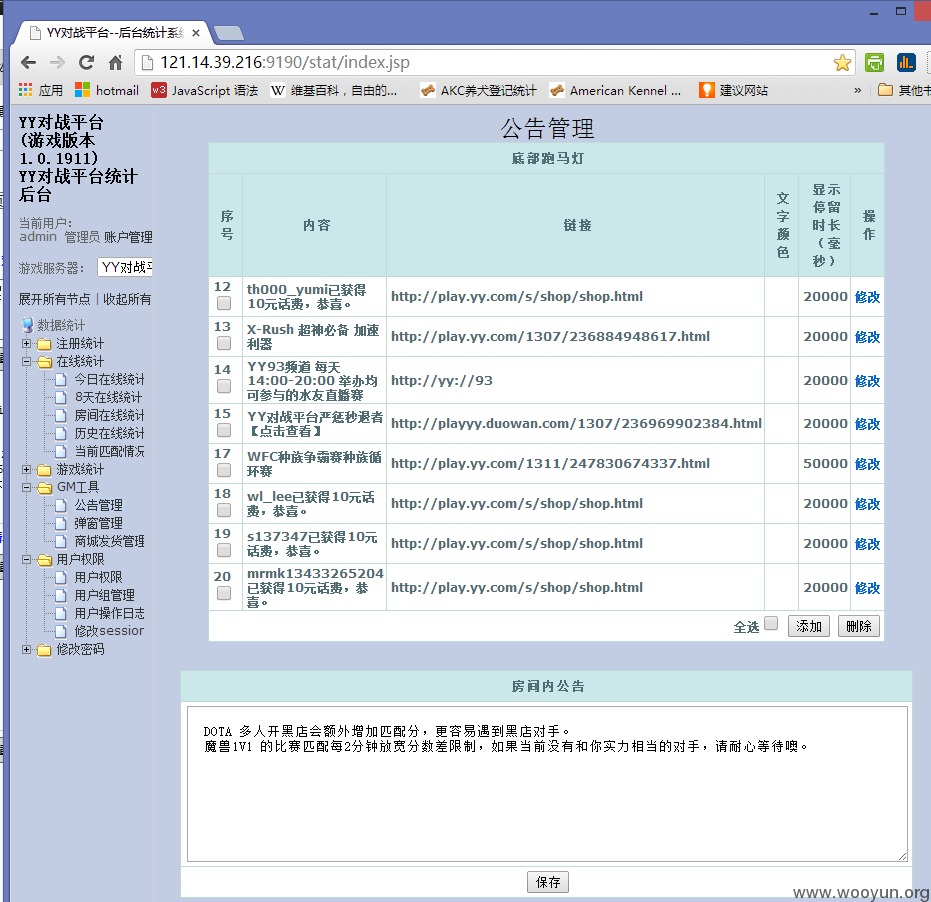 YY对战平台--后台统计系统
121.14.39.216:9190/stat/index.jsp
应用 hotmail JavaScript 语法 维基百科，自由的... AKC养犬登记统计 American Kennel ... 建议网站 » 其他书
YY对战平台
(游戏版本
1.0.1911)
YY对战平台统计
后台
当前用户:
admin 管理员 账户管理
游戏服务器: YY对战平
展开所有节点 | 收起所有
数据统计
注册统计
在线统计
今日在线统计
8天在线统计
房间在线统计
历史在线统计
当前匹配情况
游戏统计
GM工具
公告管理
弹窗管理
商城发货管理
用户权限
用户权限
用户组管理
用户操作日志
修改session
修改密码
公告管理
底部跑马灯
序号 内容 链接 文字颜色 显示停留时长（毫秒） 操作
12 th000_yumi已获得10元话费，恭喜。 http://play.yy.com/s/shop/shop.html 20000 修改
13 X-Rush 超神必备 加速利器 http://play.yy.com/1307/236884948617.html 20000 修改
14 YY93频道 每天14:00-20:00 举办均可参与的水友直播赛 http://yy://93 20000 修改
15 YY对战平台严惩秒退者【点击查看】 http://playyy.duowan.com/1307/236969902384.html 20000 修改
17 WFC种族争霸赛种族循环赛 http://play.yy.com/1311/247830674337.html 50000 修改
18 wl_lee已获得10元话费，恭喜。 http://play.yy.com/s/shop/shop.html 20000 修改
19 s137347已获得10元话费，恭喜。 http://play.yy.com/s/shop/shop.html 20000 修改
20 mrmk13433265204已获得10元话费，恭喜。 http://play.yy.com/s/shop/shop.html 20000 修改
全选 添加 删除
房间内公告
DOTA 多人开黑店会额外增加匹配分，更容易遇到黑店对手。
魔兽1V1 的比赛匹配每2分钟放宽分数差限制，如果当前没有和你实力相当的对手，请耐心等待噢。
保存
www.wooyun.org